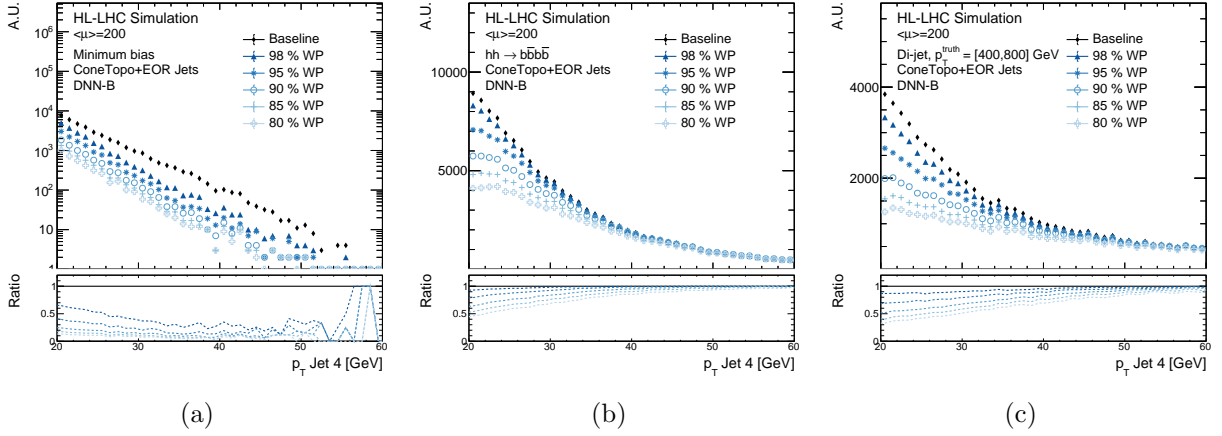 A.U.
HL-LHC Simulation
<μ>=200
Minimum bias
ConeTopo+EOR Jets
DNN-B
Baseline
98 % WP
95 % WP
90 % WP
85 % WP
80 % WP
10⁶
10⁵
10⁴
10³
10²
10
1
Ratio
1
0.5
0
20 30 40 50 60
p_T Jet 4 [GeV]
(a)
A.U.
HL-LHC Simulation
<μ>=200
hh → bb̅bb̅
ConeTopo+EOR Jets
DNN-B
Baseline
98 % WP
95 % WP
90 % WP
85 % WP
80 % WP
10000
5000
Ratio
1
0.5
0
20 30 40 50 60
p_T Jet 4 [GeV]
(b)
A.U.
HL-LHC Simulation
<μ>=200
Di-jet, p_T^truth = [400,800] GeV
ConeTopo+EOR Jets
DNN-B
Baseline
98 % WP
95 % WP
90 % WP
85 % WP
80 % WP
4000
2000
Ratio
1
0.5
0
20 30 40 50 60
p_T Jet 4 [GeV]
(c)